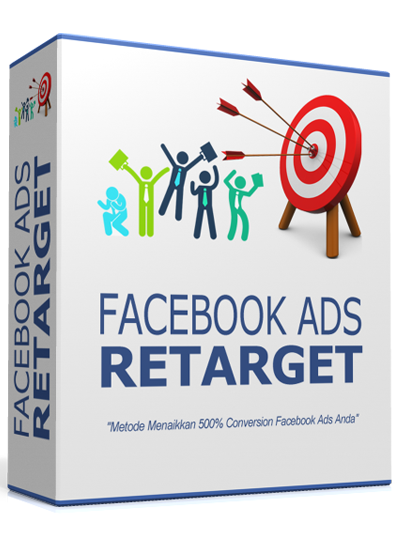 FACEBOOK ADS
RETARGET
FACEBOOK ADS
RETARGET
"Metode Menaikkan 500% Conversion Facebook Ads Anda"